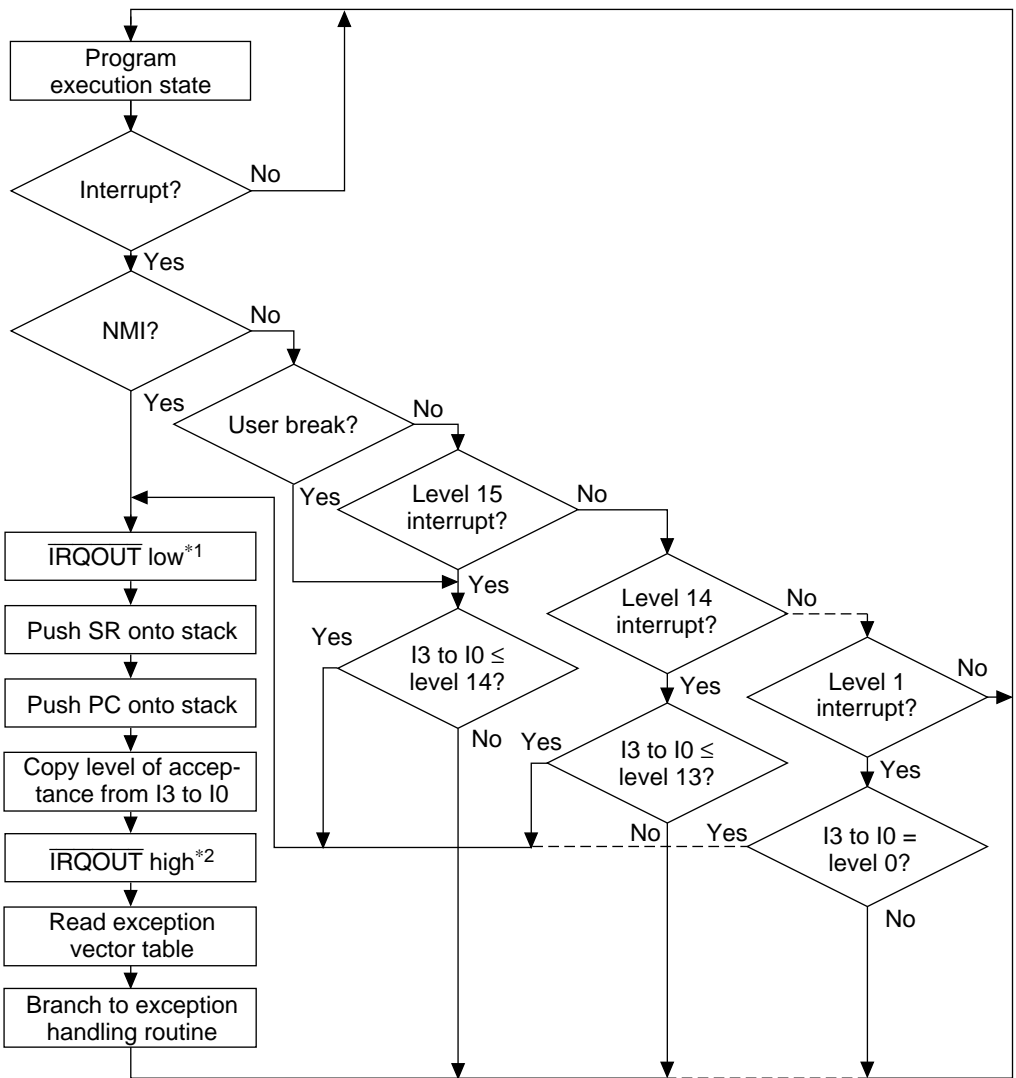 Program
execution state
Interrupt?
No
Yes
NMI?
No
Yes
User break?
No
Yes
Level 15
interrupt?
No
Yes
Level 14
interrupt?
No
Yes
Level 1
interrupt?
No
Yes
I3 to I0 ≤
level 14?
Yes
No
I3 to I0 ≤
level 13?
Yes
No
I3 to I0 =
level 0?
Yes
No
IRQOUT low*1
Push SR onto stack
Push PC onto stack
Copy level of accep-
tance from I3 to I0
IRQOUT high*2
Read exception
vector table
Branch to exception
handling routine